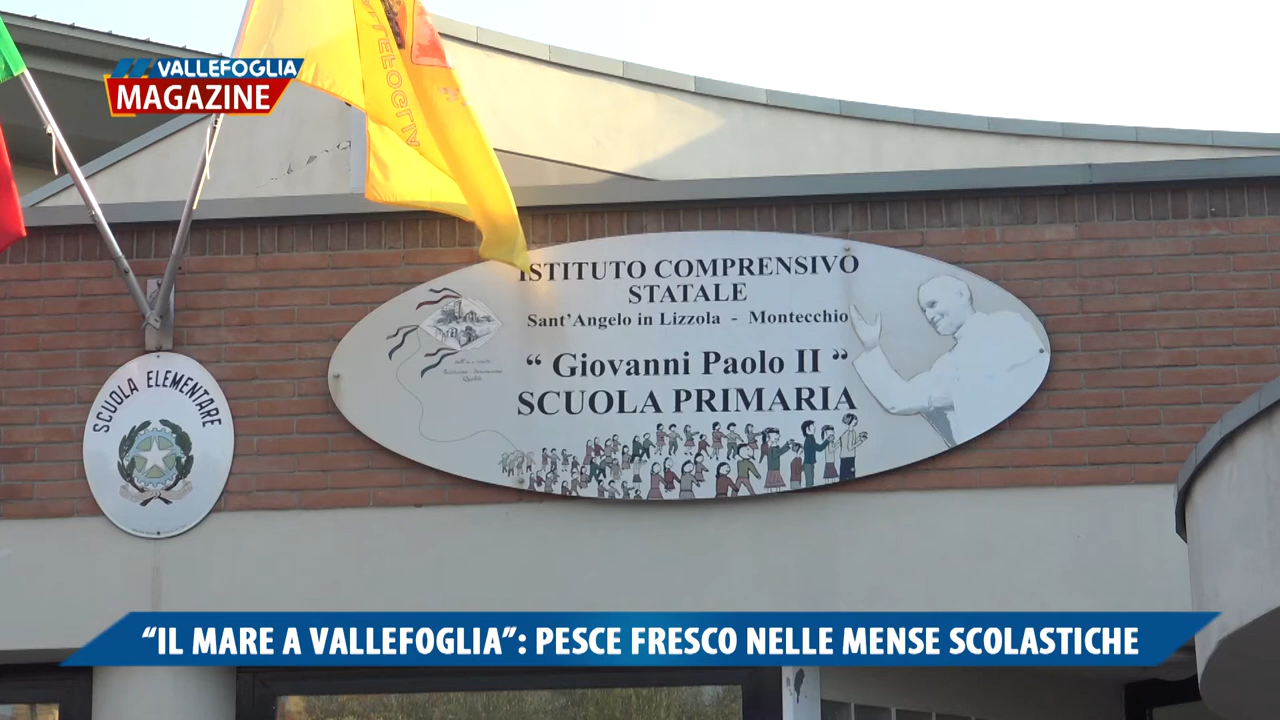 VALLEFOGLIA
MAGAZINE
VALLEFOGLIA
ISTITUTO COMPRENSIVO
STATALE
Sant'Angelo in Lizzola - Montecchio
“ Giovanni Paolo II ”
SCUOLA PRIMARIA
SCUOLA ELEMENTARE
“IL MARE A VALLEFOGLIA”: PESCE FRESCO NELLE MENSE SCOLASTICHE